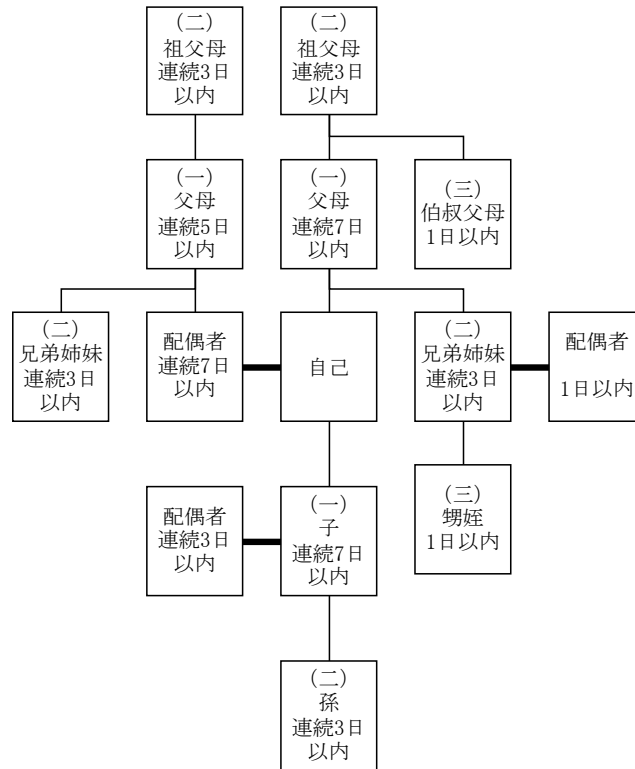 (二)
祖父母
連続3日
以内
(二)
祖父母
連続3日
以内
(一)
父母
連続5日
以内
(一)
父母
連続7日
以内
(三)
伯叔父母
1日以内
(二)
兄弟姉妹
連続3日
以内
配偶者
連続7日
以内
自己
(二)
兄弟姉妹
連続3日
以内
配偶者
1日以内
配偶者
連続3日
以内
(一)
子
連続7日
以内
(三)
甥姪
1日以内
(二)
孫
連続3日
以内